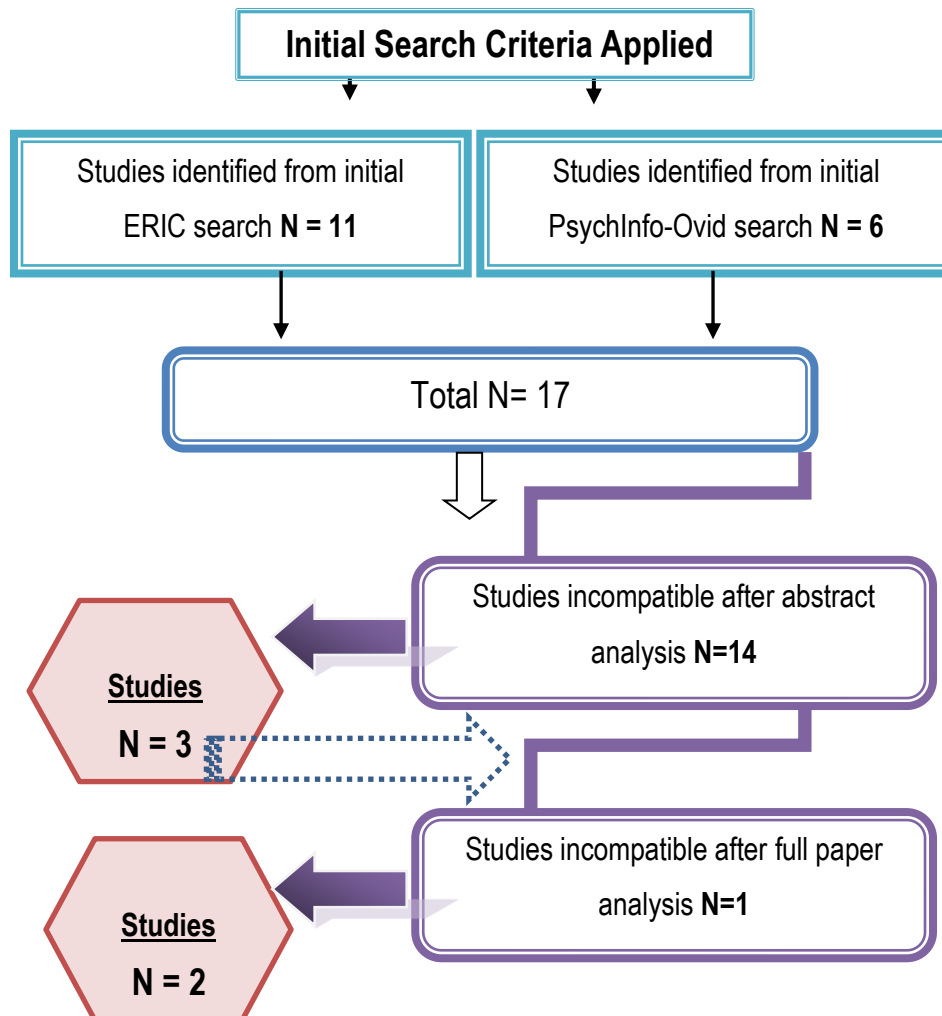 Initial Search Criteria Applied
Studies identified from initial
ERIC search N = 11
Studies identified from initial
PsychInfo-Ovid search N = 6
Total N= 17
Studies incompatible after abstract
analysis N=14
Studies
N = 3
Studies incompatible after full paper
analysis N=1
Studies
N = 2